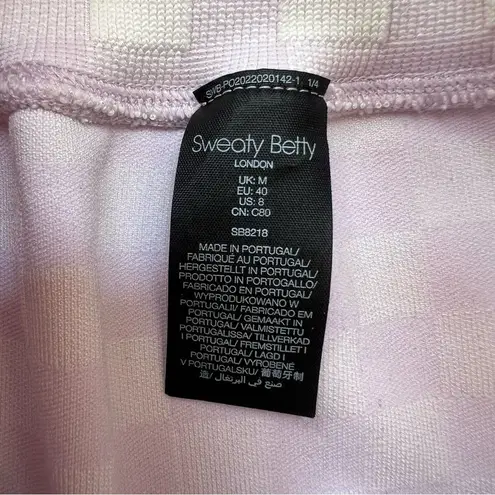 SWB-PO2022020142-1 1/4
Sweaty Betty
LONDON
UK: M
EU: 40
US: 8
CN: C80
SB8218
MADE IN PORTUGAL/
FABRIQUÉ AU PORTUGAL/
HERGESTELLT IN PORTUGAL/
PRODOTTO IN PORTOGALLO/
FABRICADO EN PORTUGAL/
WYPRODUKOWANO W
PORTUGALII/ FABRICADO EM
PORTUGAL/ GEMAAKT IN
PORTUGAL/ VALMISTETTU
PORTUGALISSA/ TILLVERKAD
I PORTUGAL/ FREMSTILLET I
PORTUGAL/ LAGD I
PORTUGAL/ VYROBENO
V PORTUGALSKU/ 葡萄牙制
造/ صنع في البرتغال